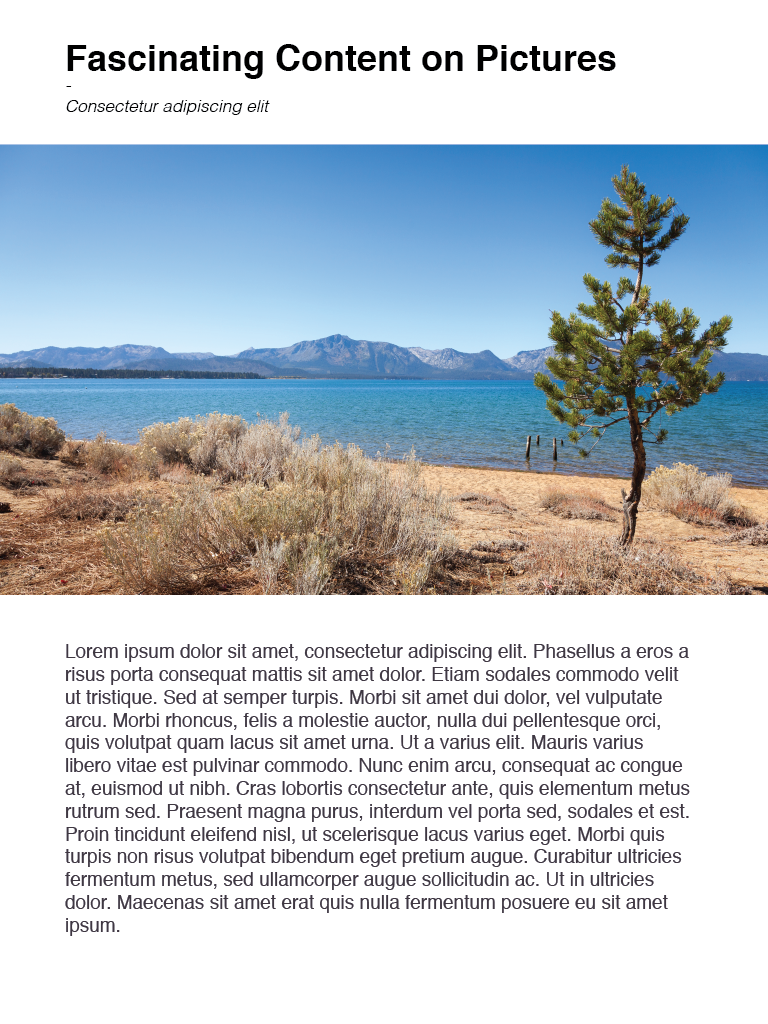 Fascinating Content on Pictures
-
Consectetur adipiscing elit
Lorem ipsum dolor sit amet, consectetur adipiscing elit. Phasellus a eros a
risus porta consequat mattis sit amet dolor. Etiam sodales commodo velit
ut tristique. Sed at semper turpis. Morbi sit amet dui dolor, vel vulputate
arcu. Morbi rhoncus, felis a molestie auctor, nulla dui pellentesque orci,
quis volutpat quam lacus sit amet urna. Ut a varius elit. Mauris varius
libero vitae est pulvinar commodo. Nunc enim arcu, consequat ac congue
at, euismod ut nibh. Cras lobortis consectetur ante, quis elementum metus
rutrum sed. Praesent magna purus, interdum vel porta sed, sodales et est.
Proin tincidunt eleifend nisl, ut scelerisque lacus varius eget. Morbi quis
turpis non risus volutpat bibendum eget pretium augue. Curabitur ultricies
fermentum metus, sed ullamcorper augue sollicitudin ac. Ut in ultricies
dolor. Maecenas sit amet erat quis nulla fermentum posuere eu sit amet
ipsum.